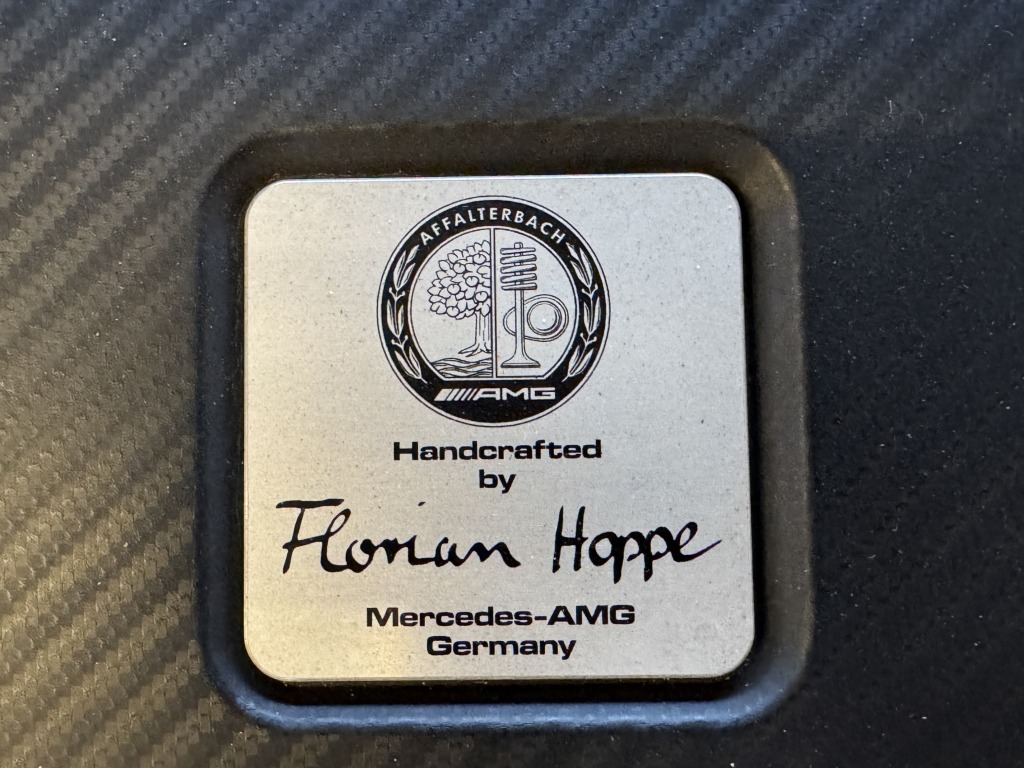 AFFALTERBACH
AMG
Handcrafted
by
Florian Hoppe
Mercedes-AMG
Germany